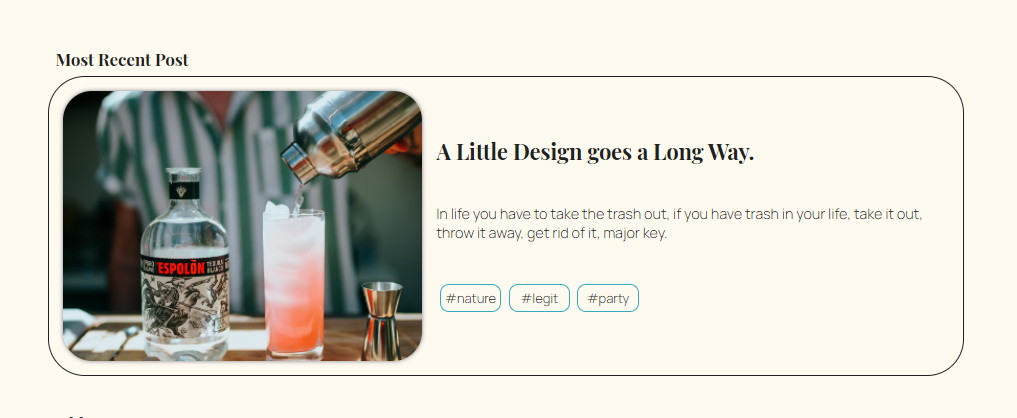 Most Recent Post
A Little Design goes a Long Way.
In life you have to take the trash out, if you have trash in your life, take it out,
throw it away, get rid of it, major key.
#nature #legit #party
ESPOLÒN